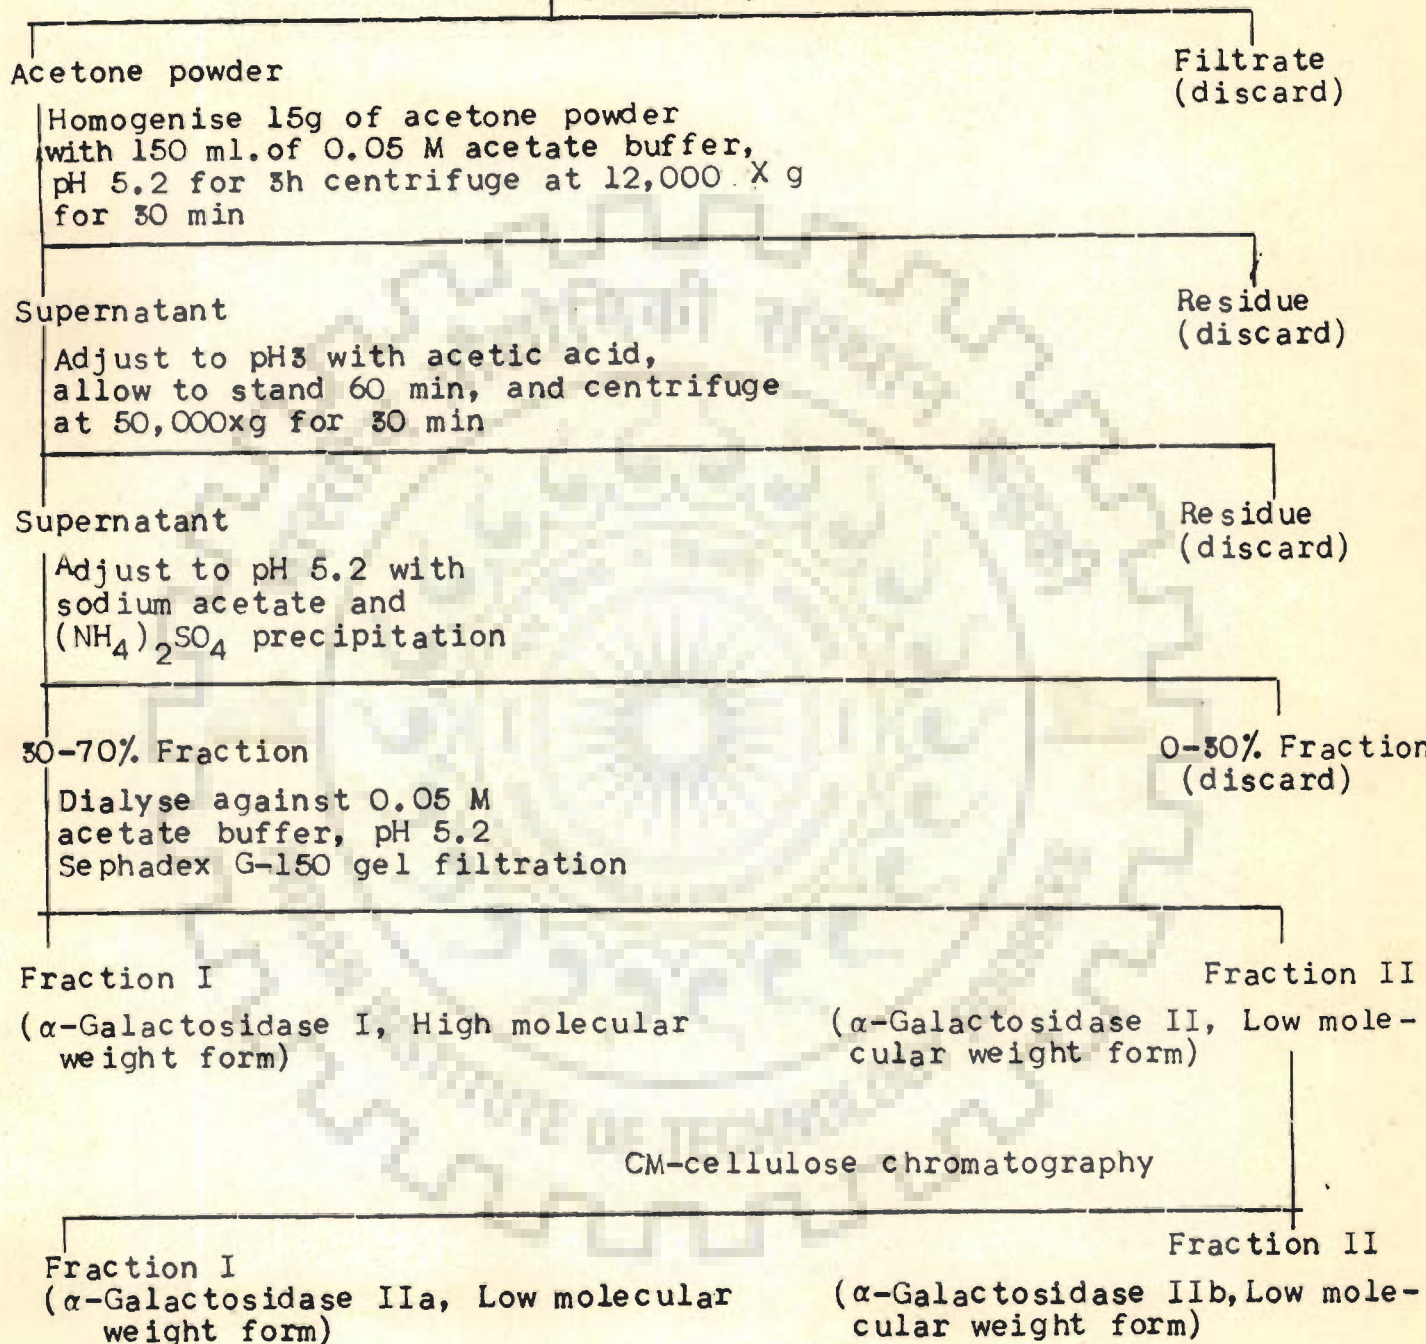 Acetone powder
Filtrate
(discard)
Homogenise 15g of acetone powder
with 150 ml.of 0.05 M acetate buffer,
pH 5.2 for 3h centrifuge at 12,000 X g
for 30 min
Supernatant
Residue
(discard)
Adjust to pH3 with acetic acid,
allow to stand 60 min, and centrifuge
at 50,000xg for 30 min
Supernatant
Residue
(discard)
Adjust to pH 5.2 with
sodium acetate and
(NH4)2SO4 precipitation
30-70% Fraction
0-30% Fraction
(discard)
Dialyse against 0.05 M
acetate buffer, pH 5.2
Sephadex G-150 gel filtration
Fraction I
(α-Galactosidase I, High molecular
weight form)
Fraction II
(α-Galactosidase II, Low mole-
cular weight form)
CM-cellulose chromatography
Fraction I
(α-Galactosidase IIa, Low molecular
weight form)
Fraction II
(α-Galactosidase IIb,Low mole-
cular weight form)
INSTITUTE OF TECHNOLOGY